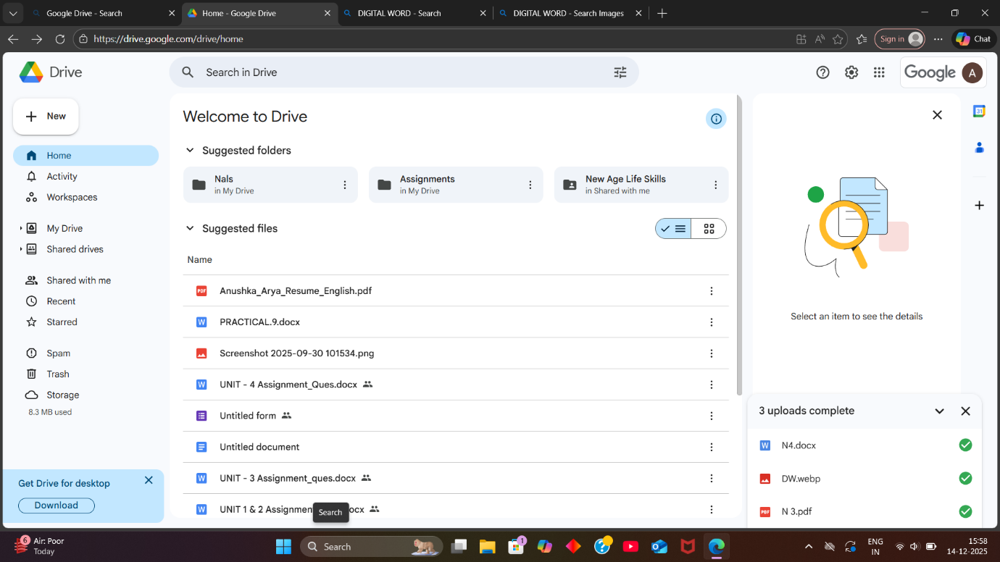 Google Drive - Search
Home - Google Drive
DIGITAL WORD - Search
DIGITAL WORD - Search Images
https://drive.google.com/drive/home
Sign in
Chat
Drive
Search in Drive
Google
A
New
Welcome to Drive
31
Suggested folders
Home
Nals
in My Drive
Assignments
in My Drive
New Age Life Skills
in Shared with me
Activity
Workspaces
My Drive
Suggested files
Shared drives
Name
Shared with me
PDF
Anushka_Arya_Resume_English.pdf
Recent
Starred
W
PRACTICAL.9.docx
Select an item to see the details
Spam
Screenshot 2025-09-30 101534.png
Trash
W
UNIT - 4 Assignment_Ques.docx
Storage
8.3 MB used
Untitled form
3 uploads complete
Untitled document
W
N4.docx
Get Drive for desktop
Download
W
UNIT - 3 Assignment_ques.docx
DW.webp
W
UNIT 1 & 2 Assignmen
ocx
Search
PDF
N 3.pdf
6
Air: Poor
Today
Search
1
ENG
IN
15:58
14-12-2025